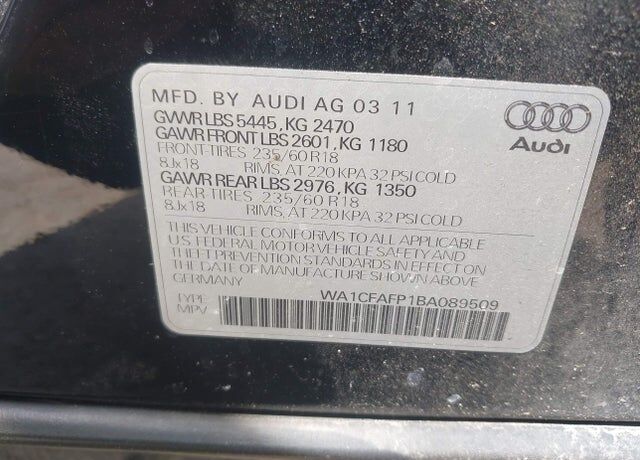 MFD. BY AUDI AG 03 11
GVWR LBS 5445, KG 2470
GAWR FRONT LBS 2601, KG 1180
FRONT-TIRES 235/60 R18
8Jx18 RIMS, AT 220 KPA 32 PSI COLD
GAWR REAR LBS 2976, KG 1350
REAR TIRES 235/60 R18
8Jx18 RIMS, AT 220 KPA 32 PSI COLD
Audi
THIS VEHICLE CONFORMS TO ALL APPLICABLE
U.S FEDERAL MOTOR VEHICLE SAFETY AND
THEFT PREVENTION STANDARDS IN EFFECT ON
THE DATE OF MANUFACTURE SHOWN ABOVE
GERMANY
WA1CFAFP1BA089509
TYPE
MPV